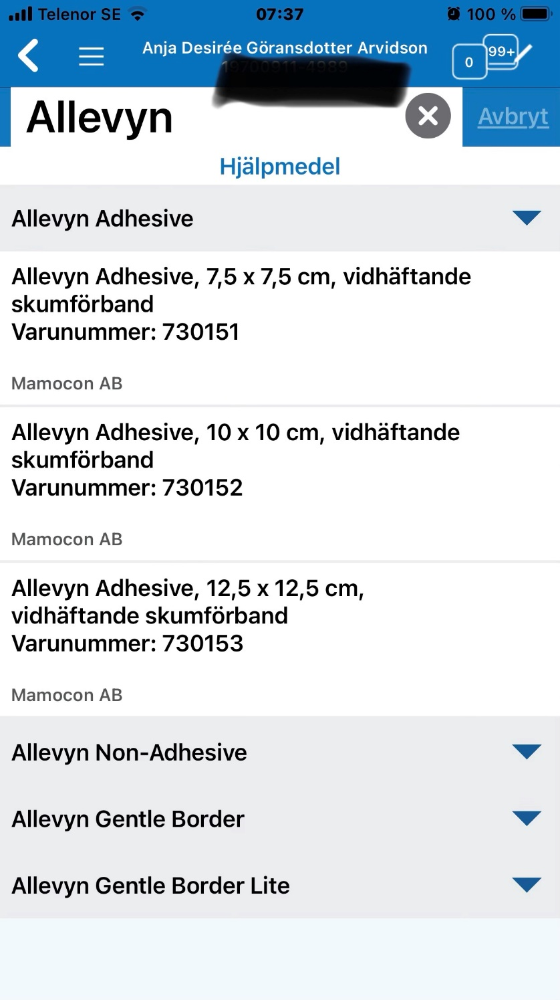 Telenor SE 07:37 100 %
Anja Desirée Göransdotter Arvidson
0 99+
Allevyn Avbryt
Hjälpmedel
Allevyn Adhesive
Allevyn Adhesive, 7,5 x 7,5 cm, vidhäftande
skumförband
Varunummer: 730151
Mamocon AB
Allevyn Adhesive, 10 x 10 cm, vidhäftande
skumförband
Varunummer: 730152
Mamocon AB
Allevyn Adhesive, 12,5 x 12,5 cm,
vidhäftande skumförband
Varunummer: 730153
Mamocon AB
Allevyn Non-Adhesive
Allevyn Gentle Border
Allevyn Gentle Border Lite